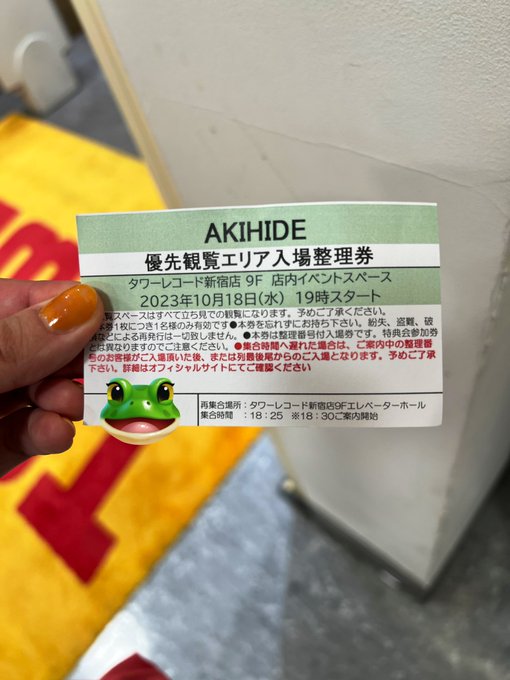 AKIHIDE
優先観覧エリア入場整理券
タワーレコード新宿店 9F 店内イベントスペース
2023年10月18日(水) 19時スタート
覧スペースはすべて立ち見での観覧になります。予めご了承ください。
本券1枚につき1名様のみ有効です●本券を忘れずにお持ち下さい。紛失、盗難、破
などによる再発行は一切致しません。●本券は整理番号付入場券です。特典会参加券
とは異なりますのでご注意ください。●集合時間へ遅れた場合は、ご案内中の整理番
号のお客様がご入場頂いた後、または列最後尾からのご入場となります。予めご了承
下さい。詳細はオフィシャルサイトにてご確認ください
再集合場所：タワーレコード新宿店9Fエレベーターホール
集合時間 ：18：25 ※18：30ご案内開始